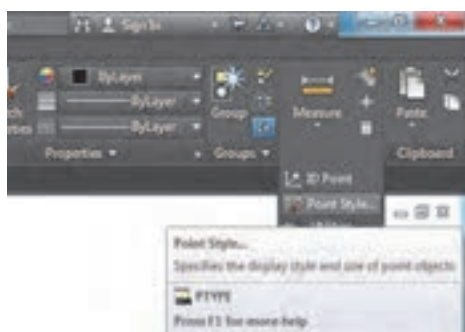 Sign In
ByLayer
ByLayer
ByLayer
Group
Measure
Paste
Properties
Groups
Clipboard
ID Point
Point Style...
Point Style...
Specifies the display style and size of point objects
PTYPE
Press F1 for more help